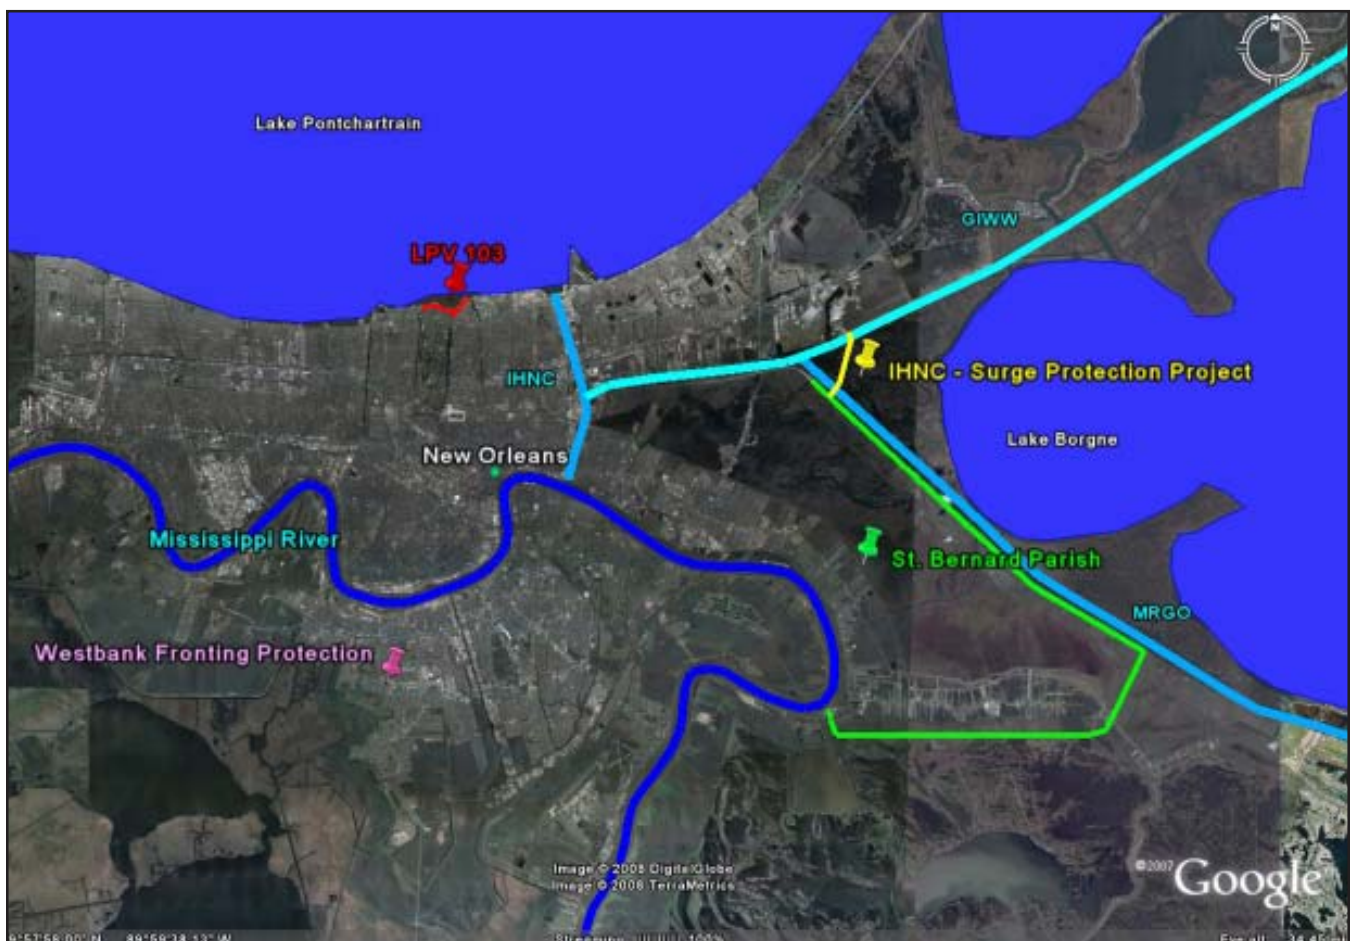 N
Lake Pontchartrain
GIWW
LPV 103
IHNC
IHNC - Surge Protection Project
Lake Borgne
New Orleans
Mississippi River
St. Bernard Parish
MRGO
Westbank Fronting Protection
Image © 2008 DigitalGlobe
Image © 2008 TerraMetrics
©2007 Google